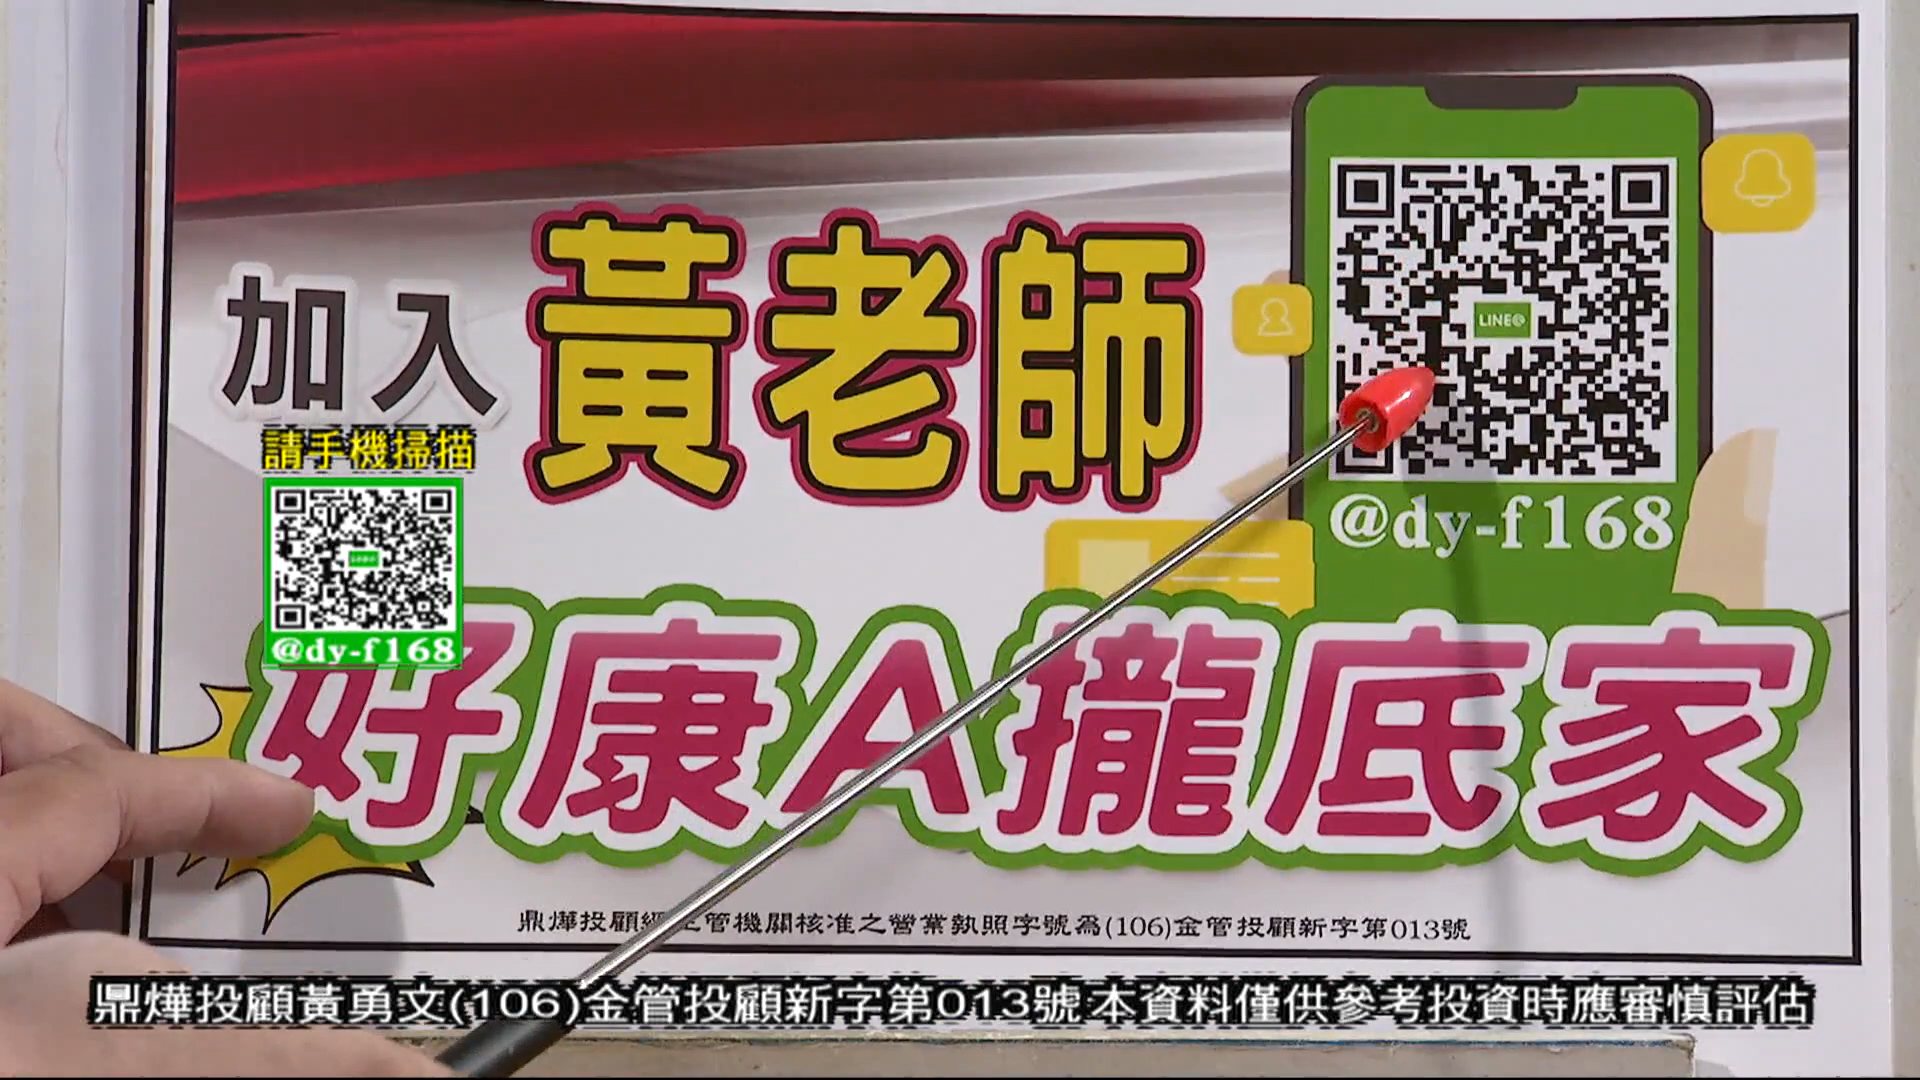 加入 黃老師
LINE@
@dy-f168
請手機掃描
@dy-f168
好康A攏底家
鼎燁投顧經主管機關核准之營業執照字號為(106)金管投顧新字第013號
鼎燁投顧黃勇文(106)金管投顧新字第013號 本資料僅供參考投資時應審慎評估